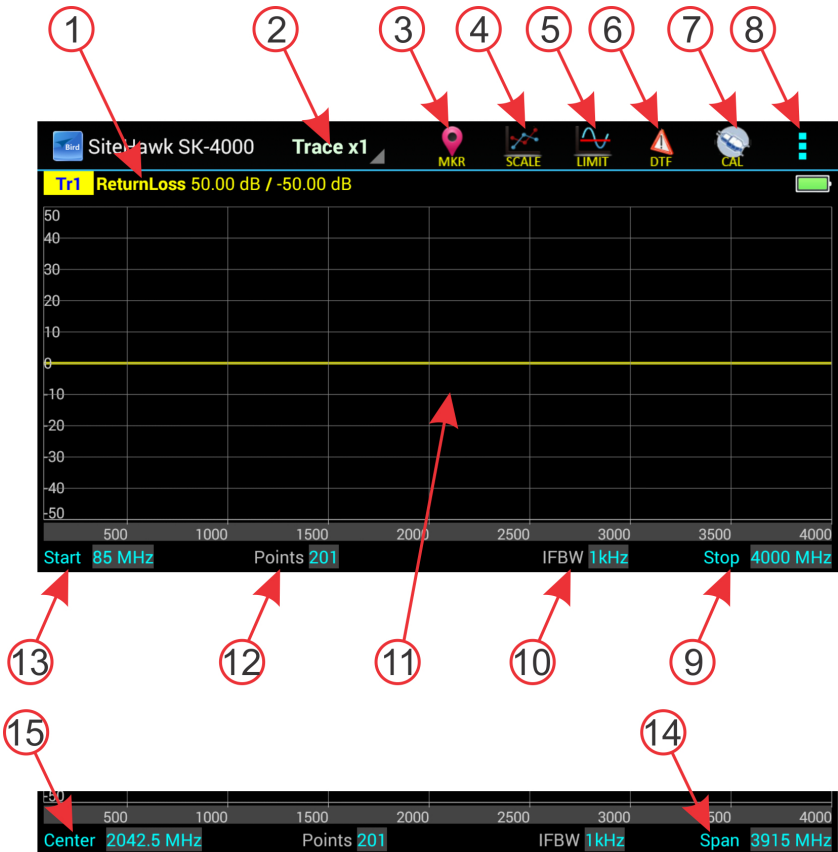 1 2 3 4 5 6 7 8
Bird SiteHawk SK-4000 Trace x1 MKR SCALE LIMIT DTF CAL
Tr1 ReturnLoss 50.00 dB / -50.00 dB
50
40
30
20
10
0
-10
-20
-30
-40
-50
500 1000 1500 2000 2500 3000 3500 4000
Start 85 MHz Points 201 IFBW 1kHz Stop 4000 MHz
13 12 11 10 9
15 14
-50
500 1000 1500 2000 2500 3000 500 4000
Center 2042.5 MHz Points 201 IFBW 1kHz Span 3915 MHz